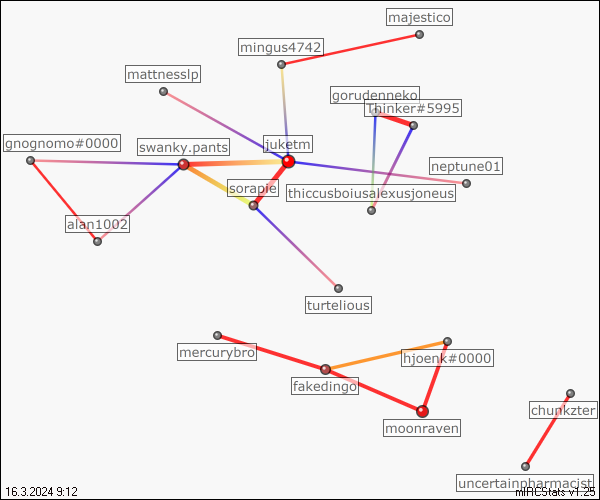 majestico
mingus4742
mattnesslp
gorudenneko
Thinker#5995
gnognomo#0000
swanky.pants
juketm
neptune01
sorapie
thiccusboiusalexusjoneus
alan1002
turtelious
mercurybro
hjoenk#0000
fakedingo
chunkzter
moonraven
uncertainpharmacist
16.3.2024 9:12
mIRCStats v1.25